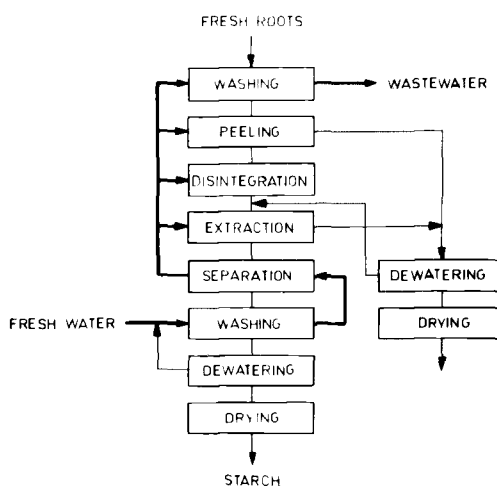 FRESH ROOTS
WASHING
WASTEWATER
PEELING
DISINTEGRATION
EXTRACTION
SEPARATION
DEWATERING
FRESH WATER
WASHING
DRYING
DEWATERING
DRYING
STARCH